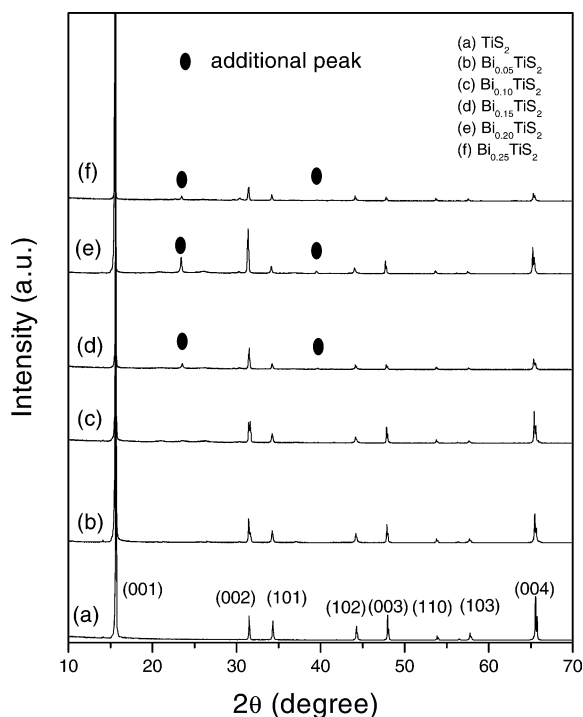 additional peak
(a) TiS₂
(b) Bi₀.₀₅TiS₂
(c) Bi₀.₁₀TiS₂
(d) Bi₀.₁₅TiS₂
(e) Bi₀.₂₀TiS₂
(f) Bi₀.₂₅TiS₂
(f)
(e)
(d)
(c)
(b)
(a)
(001)
(002)
(101)
(102)
(003)
(110)
(103)
(004)
Intensity (a.u.)
10 20 30 40 50 60 70
2θ (degree)